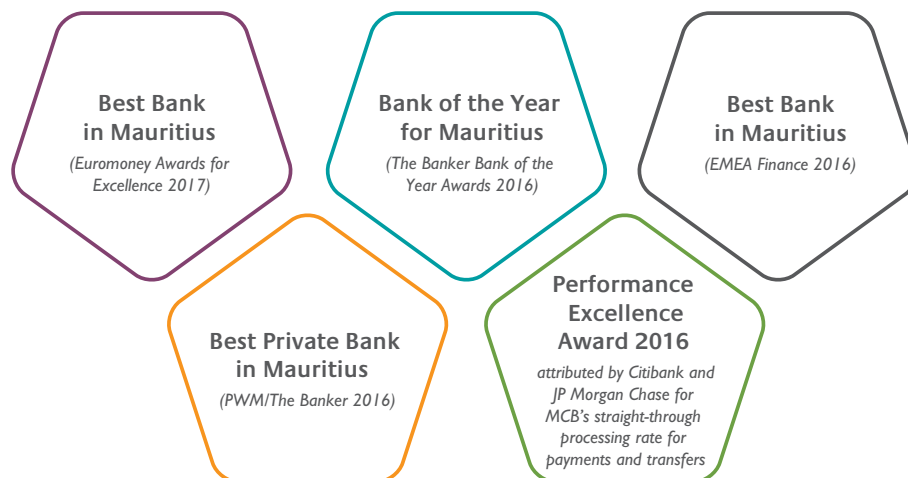 Best Bank
in Mauritius
(Euromoney Awards for
Excellence 2017)
Bank of the Year
for Mauritius
(The Banker Bank of the
Year Awards 2016)
Best Bank
in Mauritius
(EMEA Finance 2016)
Best Private Bank
in Mauritius
(PWM/The Banker 2016)
Performance
Excellence
Award 2016
attributed by Citibank and
JP Morgan Chase for
MCB's straight-through
processing rate for
payments and transfers